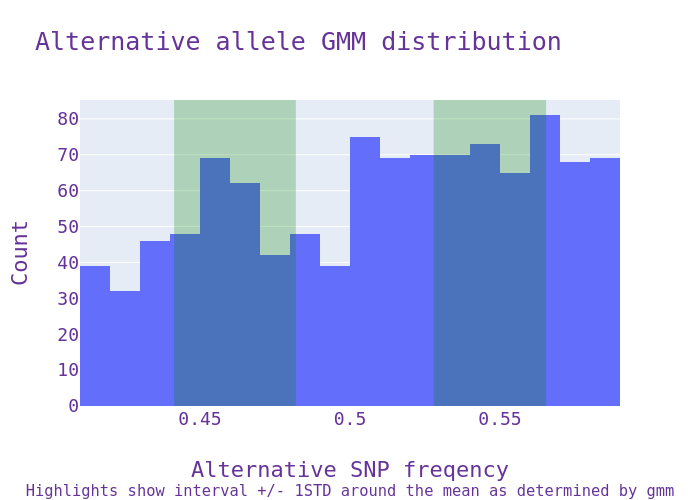 Alternative allele GMM distribution
80
70
60
50
40
30
20
10
0
Count
0.45 0.5 0.55
Alternative SNP freqency
Highlights show interval +/- 1STD around the mean as determined by gmm